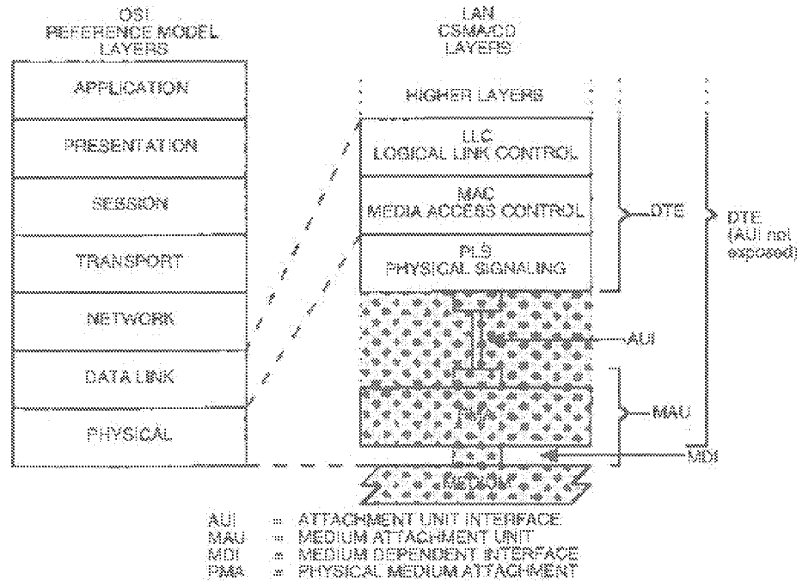 OSI
REFERENCE MODEL
LAYERS
APPLICATION
PRESENTATION
SESSION
TRANSPORT
NETWORK
DATA LINK
PHYSICAL
LAN
CSMA/CD
LAYERS
HIGHER LAYERS
LLC
LOGICAL LINK CONTROL
MAC
MEDIA ACCESS CONTROL
PLS
PHYSICAL SIGNALING
AUI
PMA
MDI
MEDIUM
DTE
MAU
DTE
(AUI not
exposed)
AUI = ATTACHMENT UNIT INTERFACE
MAU = MEDIUM ATTACHMENT UNIT
MDI = MEDIUM DEPENDENT INTERFACE
PMA = PHYSICAL MEDIUM ATTACHMENT